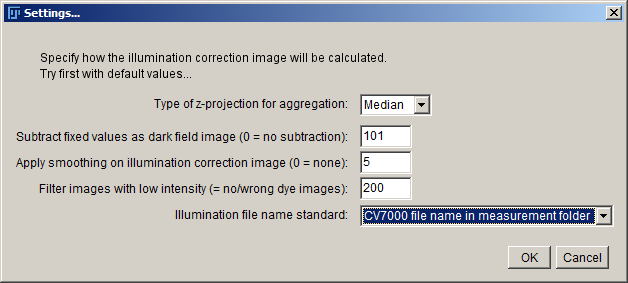 Settings...
Specify how the illumination correction image will be calculated.
Try first with default values...
Type of z-projection for aggregation: Median
Subtract fixed values as dark field image (0 = no subtraction): 101
Apply smoothing on illumination correction image (0 = none): 5
Filter images with low intensity (= no/wrong dye images): 200
Illumination file name standard: CV7000 file name in measurement folder
OK Cancel